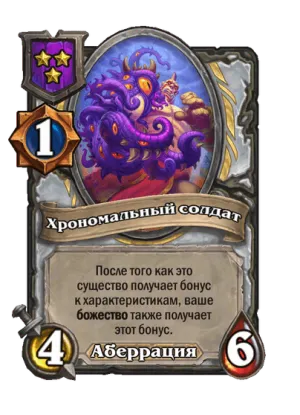 1
Хрономальный солдат
После того как это
существо получает бонус
к характеристикам, ваше
божество также получает
этот бонус.
4
Аберрация
6